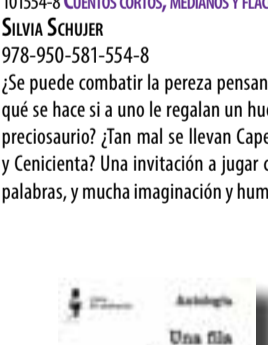 101554-8 CUENTOS CORTOS, MEDIANOS Y FLAC
SILVIA SCHUJER
978-950-581-554-8
¿Se puede combatir la pereza pensan
qué se hace si a uno le regalan un hue
preciosaurio? ¿Tan mal se llevan Cape
y Cenicienta? Una invitación a jugar c
palabras, y mucha imaginación y hum
Antología
Una fila